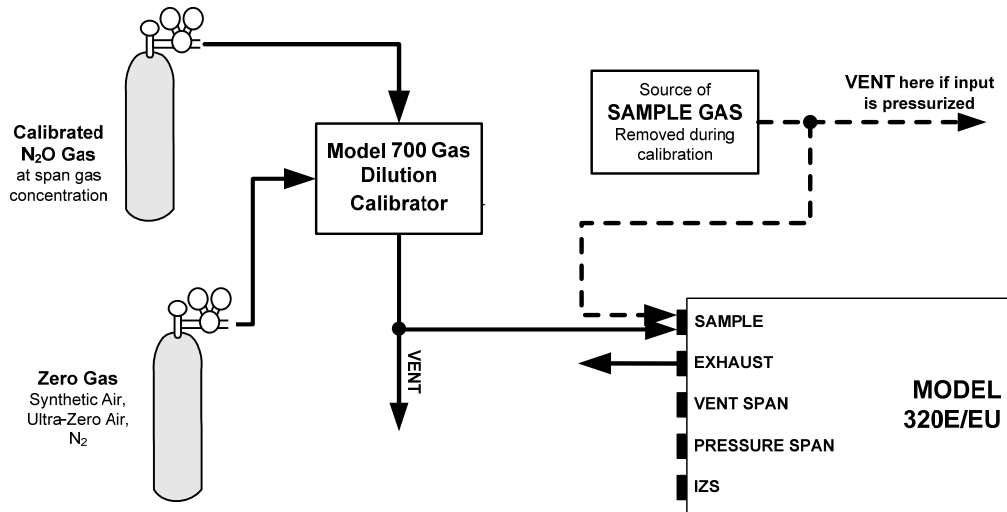 Calibrated
N₂O Gas
at span gas
concentration
Model 700 Gas
Dilution
Calibrator
Source of
SAMPLE GAS
Removed during
calibration
VENT here if input
is pressurized
Zero Gas
Synthetic Air,
Ultra-Zero Air,
N₂
VENT
SAMPLE
EXHAUST
VENT SPAN
PRESSURE SPAN
IZS
MODEL
320E/EU